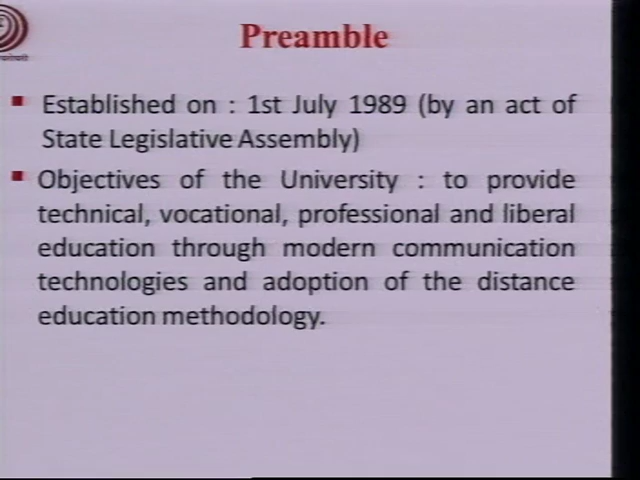 Preamble
Established on : 1st July 1989 (by an act of
State Legislative Assembly)
Objectives of the University : to provide
technical, vocational, professional and liberal
education through modern communication
technologies and adoption of the distance
education methodology.